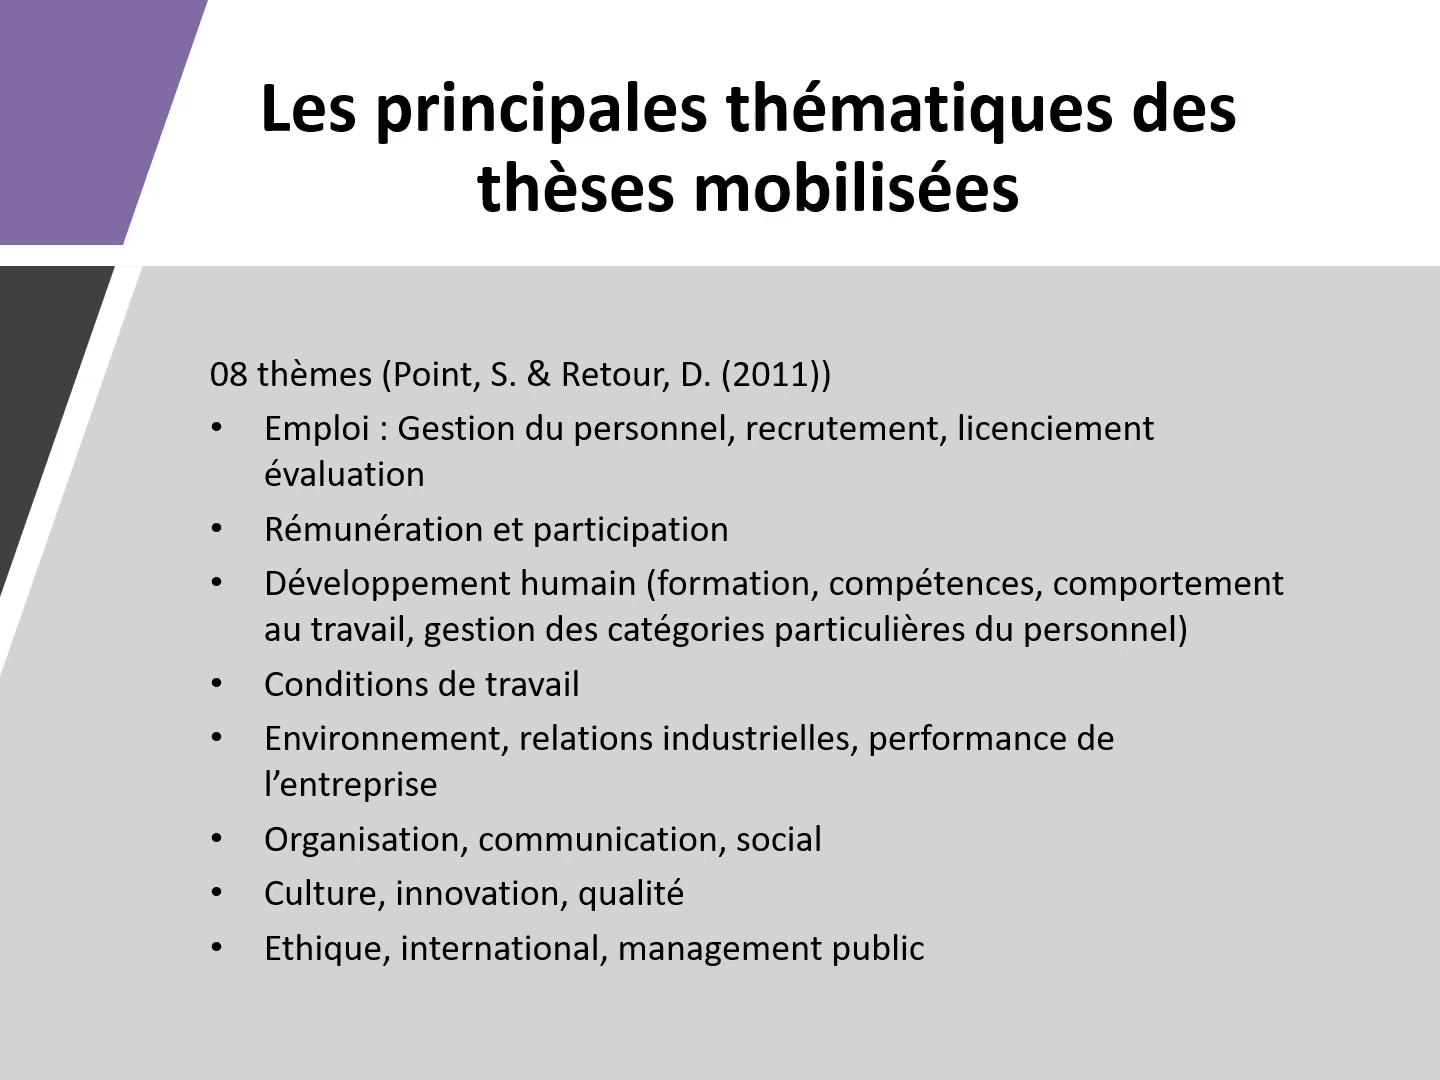 Les principales thématiques des
thèses mobilisées
08 thèmes (Point, S. & Retour, D. (2011))
• Emploi : Gestion du personnel, recrutement, licenciement
évaluation
• Rémunération et participation
• Développement humain (formation, compétences, comportement
au travail, gestion des catégories particulières du personnel)
• Conditions de travail
• Environnement, relations industrielles, performance de
l’entreprise
• Organisation, communication, social
• Culture, innovation, qualité
• Ethique, international, management public